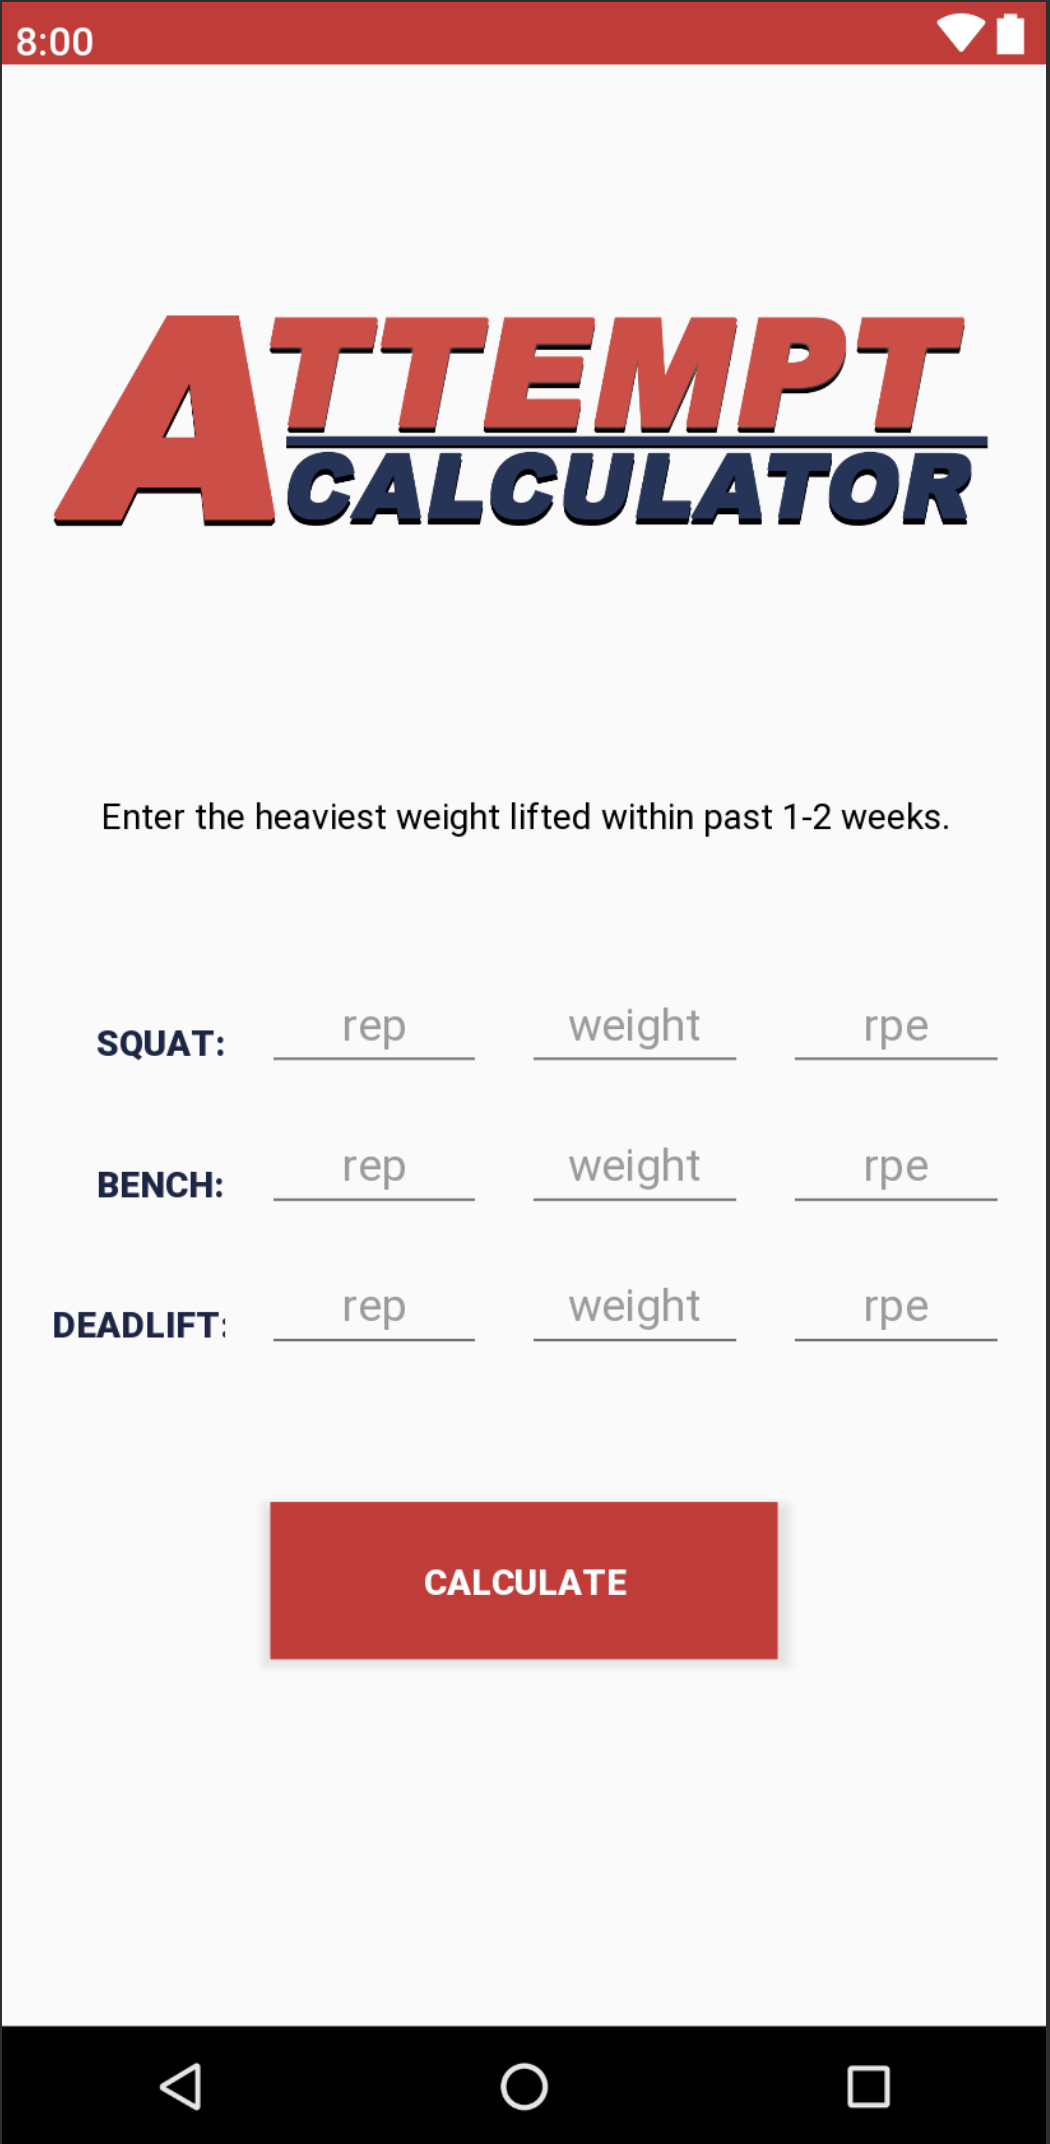 8:00
ATTEMPT
CALCULATOR
Enter the heaviest weight lifted within past 1-2 weeks.
SQUAT: rep weight rpe
BENCH: rep weight rpe
DEADLIFT: rep weight rpe
CALCULATE